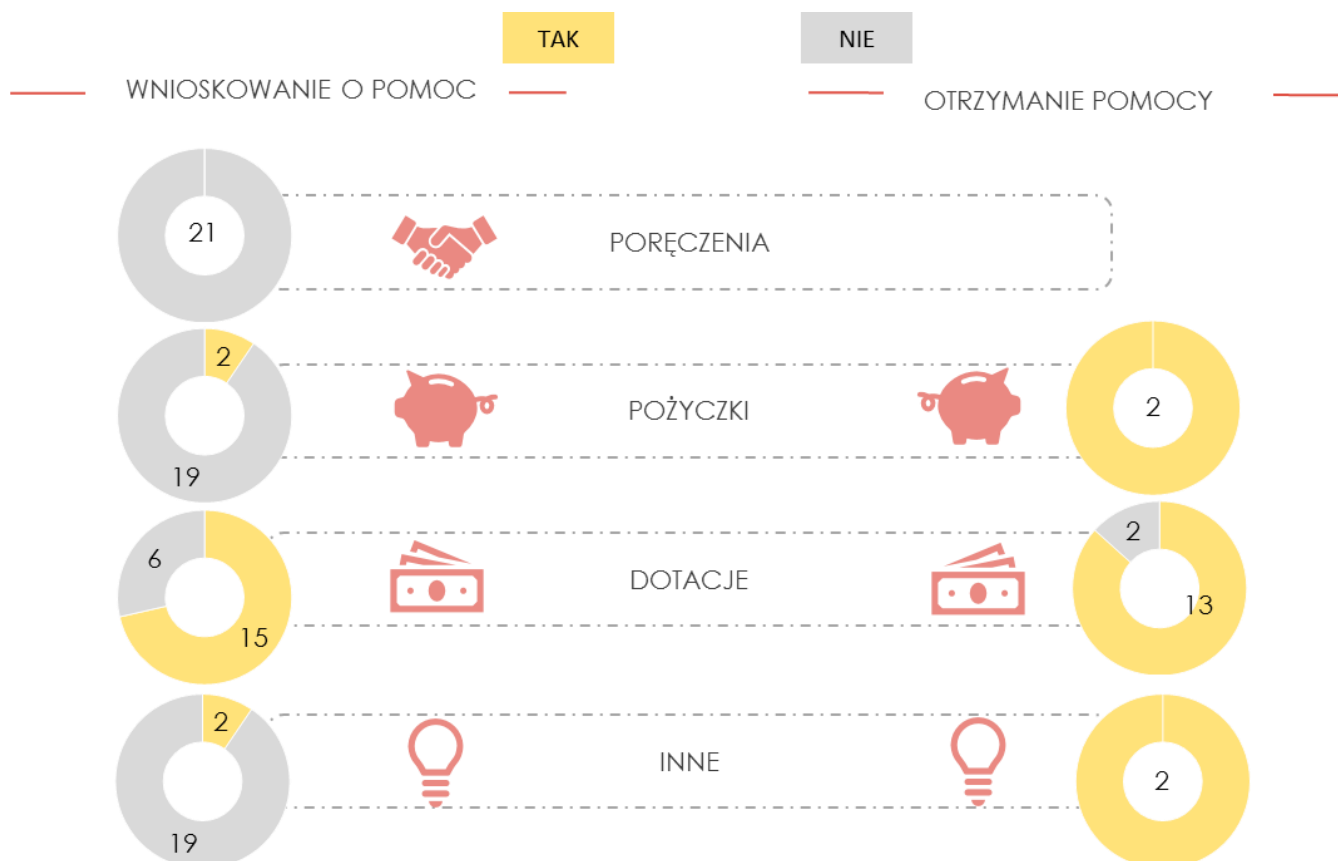 TAK
NIE
WNIOSKOWANIE O POMOC
OTRZYMANIE POMOCY
21
PORĘCZENIA
2
19
POŻYCZKI
2
6
15
DOTACJE
2
13
2
19
INNE
2